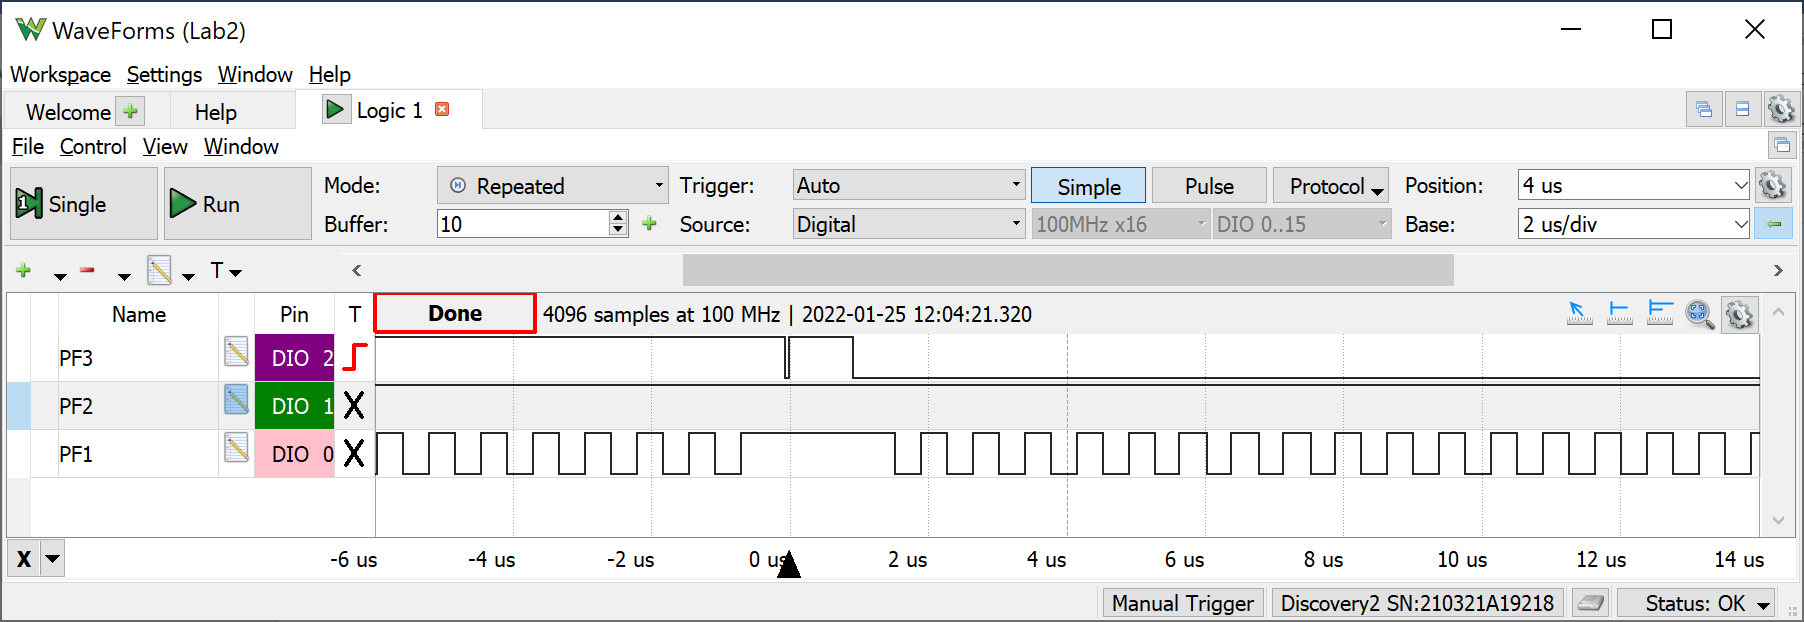 WaveForms (Lab2)
Workspace Settings Window Help
Welcome Help Logic 1
File Control View Window
Single Run Mode: Repeated Trigger: Auto Simple Pulse Protocol Position: 4 us
Buffer: 10 Source: Digital 100MHz x16 DIO 0..15 Base: 2 us/div
T
Name Pin T Done 4096 samples at 100 MHz | 2022-01-25 12:04:21.320
PF3 DIO 2
PF2 DIO 1 X
PF1 DIO 0 X
X -6 us -4 us -2 us 0 us 2 us 4 us 6 us 8 us 10 us 12 us 14 us
Manual Trigger Discovery2 SN:210321A19218 Status: OK